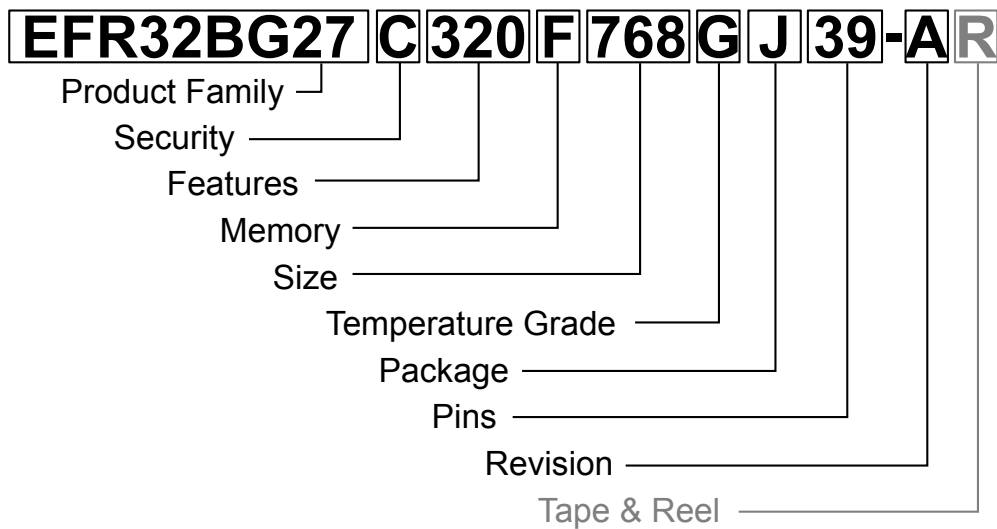 EFR32BG27 C 320 F 768 G J 39-A R
Product Family
Security
Features
Memory
Size
Temperature Grade
Package
Pins
Revision
Tape & Reel